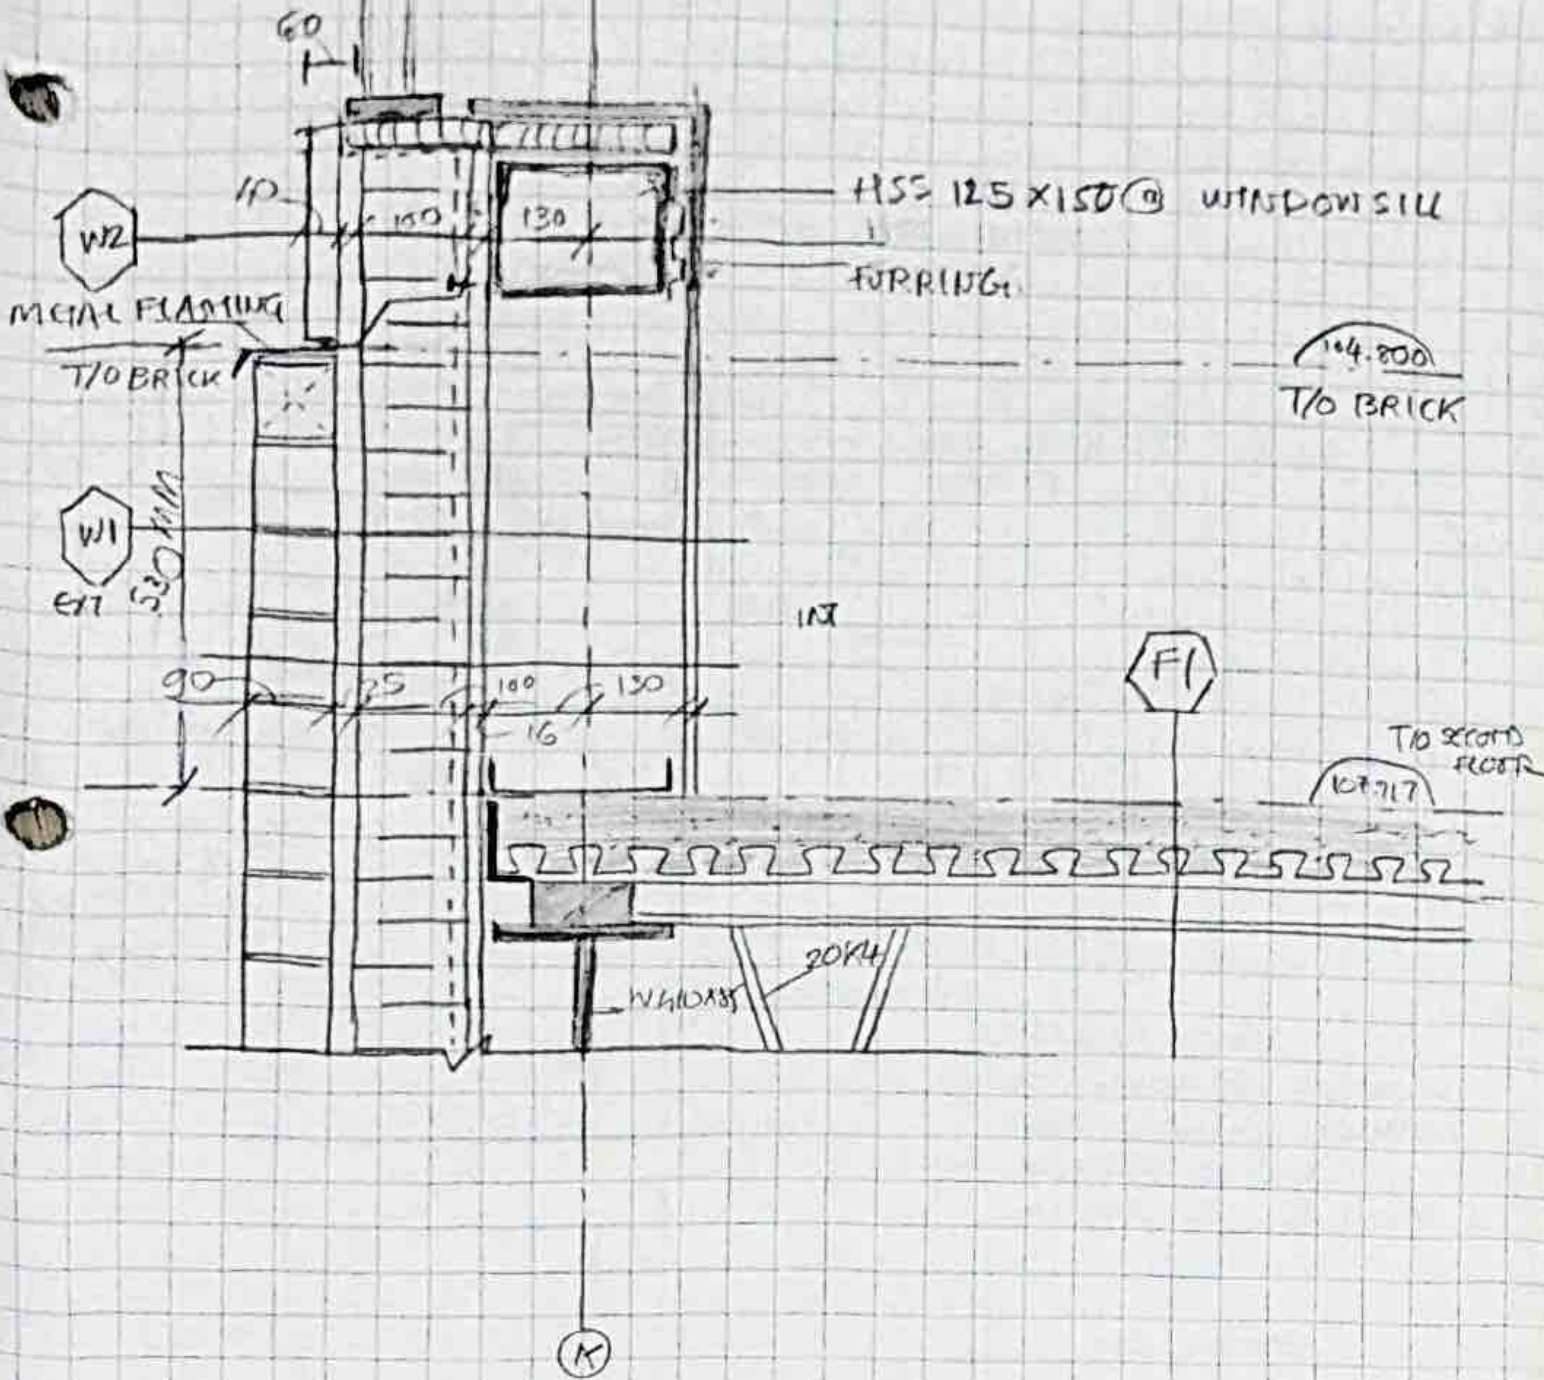 60
HSS 125 X150@ WINDOW SILL
10
100
130
W2
FURRING
METAL FLASHING
104.800
T/O BRICK
T/O BRICK
W1
530 MM
EXT
INT
F1
90
25
100
130
16
T/O SECOND
FLOOR
107.717
20K4
W410X85
K